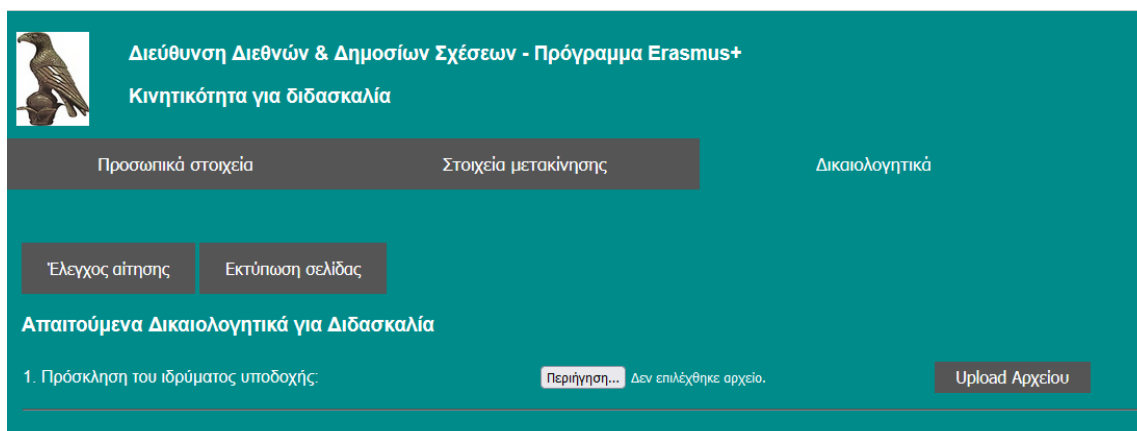 Διεύθυνση Διεθνών & Δημοσίων Σχέσεων - Πρόγραμμα Erasmus+
Κινητικότητα για διδασκαλία
Προσωπικά στοιχεία Στοιχεία μετακίνησης Δικαιολογητικά
Έλεγχος αίτησης Εκτύπωση σελίδας
Απαιτούμενα Δικαιολογητικά για Διδασκαλία
1. Πρόσκληση του ιδρύματος υποδοχής: Περιήγηση... Δεν επιλέχθηκε αρχείο. Upload Αρχείου